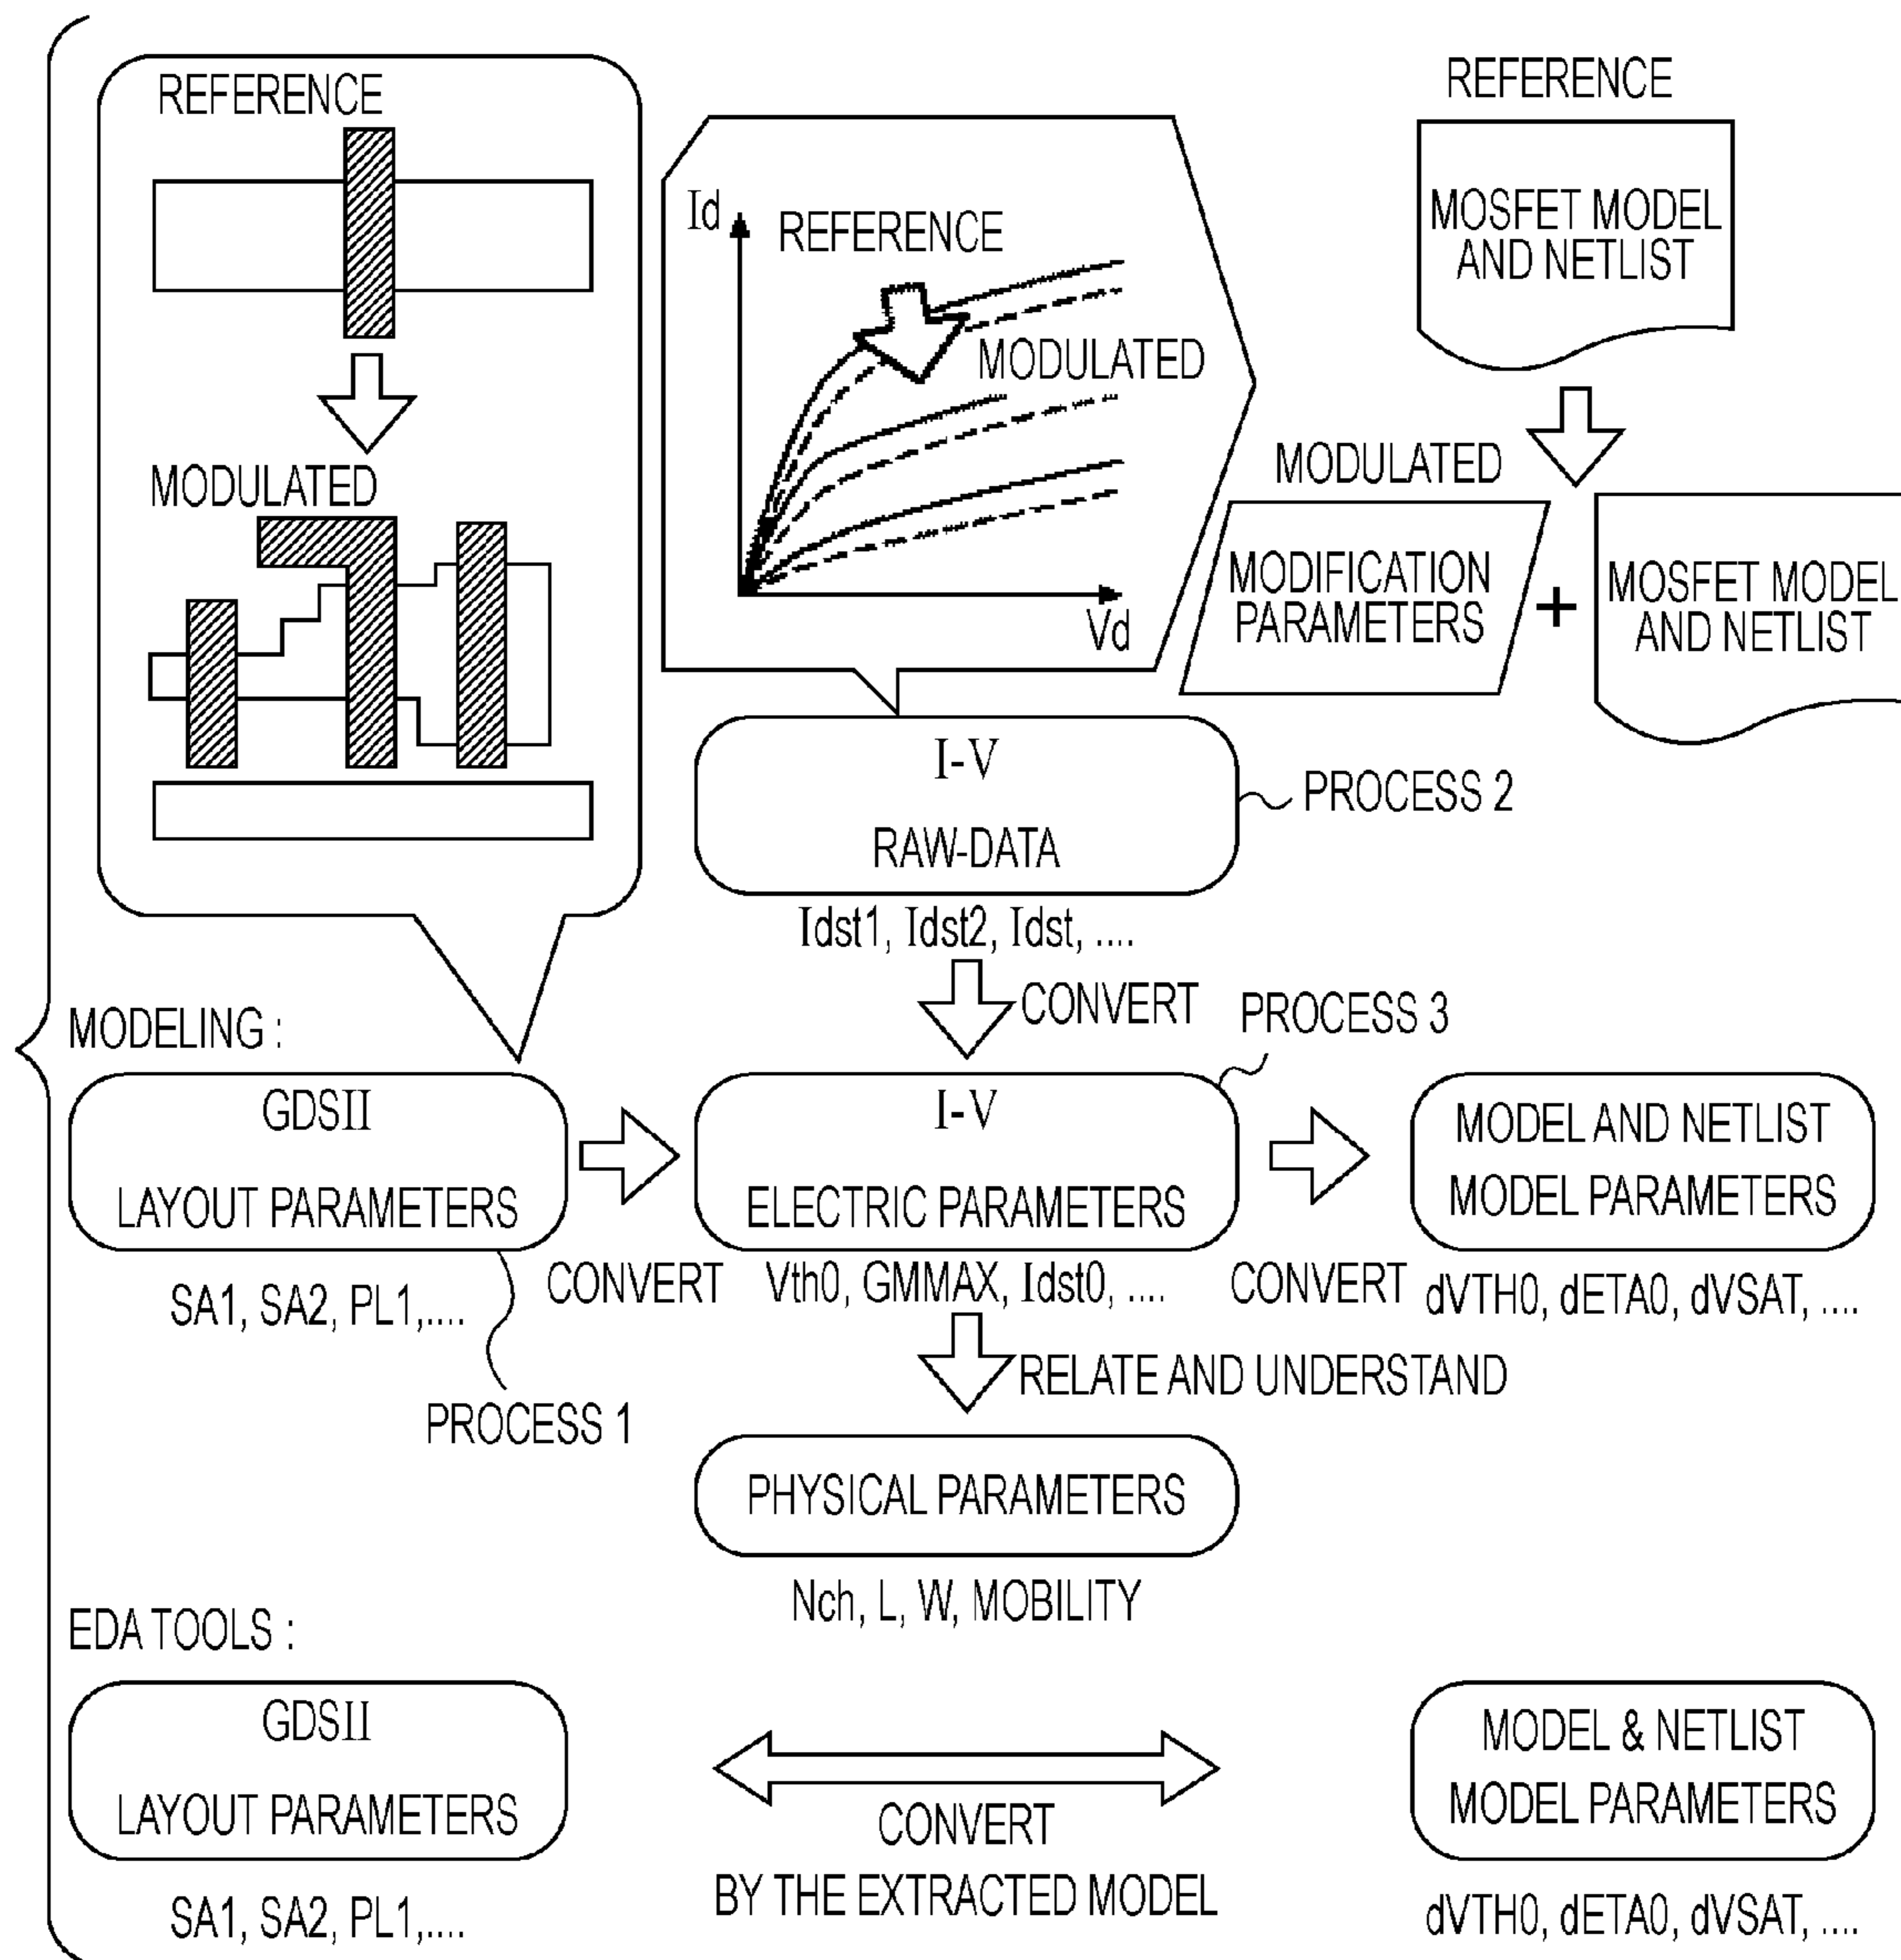 REFERENCE
MODULATED
Id
REFERENCE
MODULATED
Vd
REFERENCE
MOSFET MODEL
AND NETLIST
MODULATED
MODIFICATION
PARAMETERS
+
MOSFET MODEL
AND NETLIST
I-V
RAW-DATA
PROCESS 2
Idst1, Idst2, Idst, ....
CONVERT
PROCESS 3
MODELING :
GDSII
LAYOUT PARAMETERS
SA1, SA2, PL1,....
PROCESS 1
CONVERT
I-V
ELECTRIC PARAMETERS
Vth0, GMMAX, Idst0, ....
CONVERT
MODEL AND NETLIST
MODEL PARAMETERS
dVTH0, dETA0, dVSAT, ....
RELATE AND UNDERSTAND
PHYSICAL PARAMETERS
Nch, L, W, MOBILITY
EDA TOOLS :
GDSII
LAYOUT PARAMETERS
SA1, SA2, PL1,....
CONVERT
BY THE EXTRACTED MODEL
MODEL & NETLIST
MODEL PARAMETERS
dVTH0, dETA0, dVSAT, ....